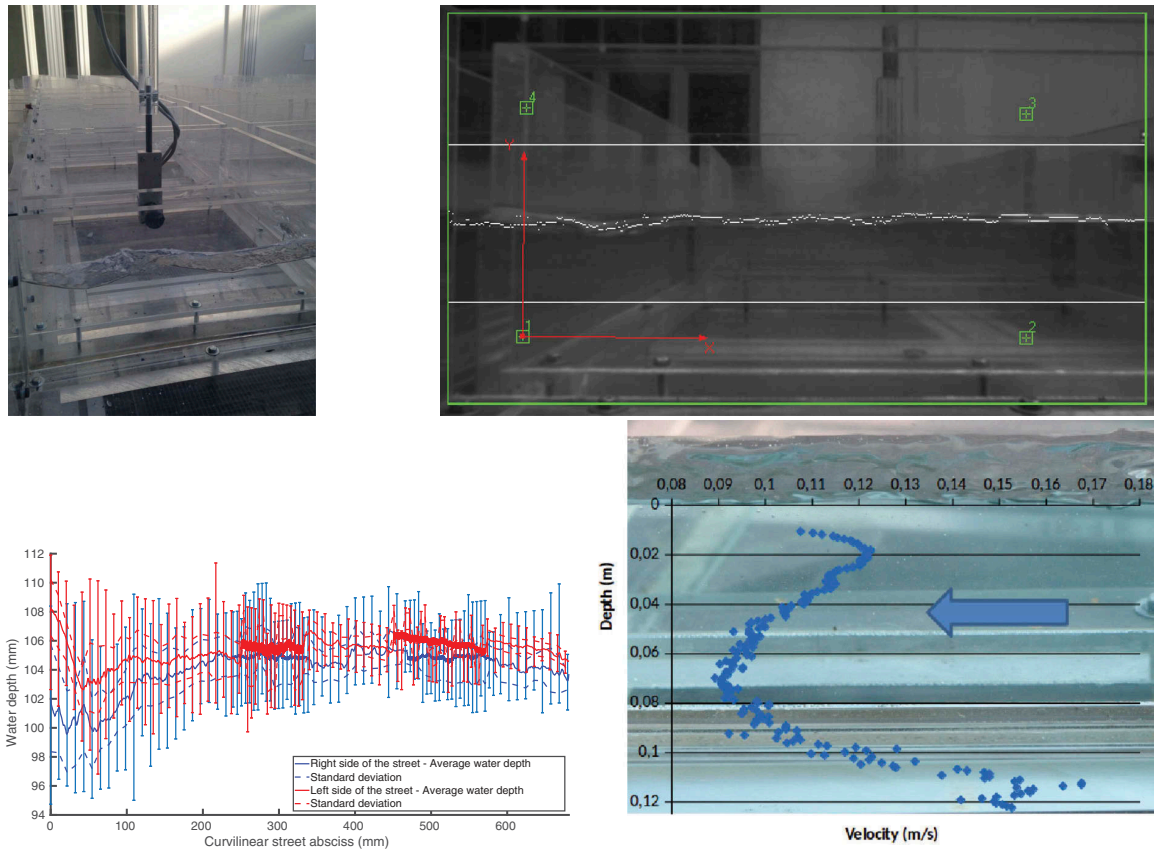 4
3
Y
1
2
X
112
110
108
106
104
102
100
98
96
94
0 100 200 300 400 500 600
Water depth (mm)
Curvilinear street absciss (mm)
Right side of the street - Average water depth
Standard deviation
Left side of the street - Average water depth
Standard deviation
0,08 0,09 0,1 0,11 0,12 0,13 0,14 0,15 0,16 0,17 0,18
0
0,02
0,04
0,06
0,08
0,1
0,12
Depth (m)
Velocity (m/s)